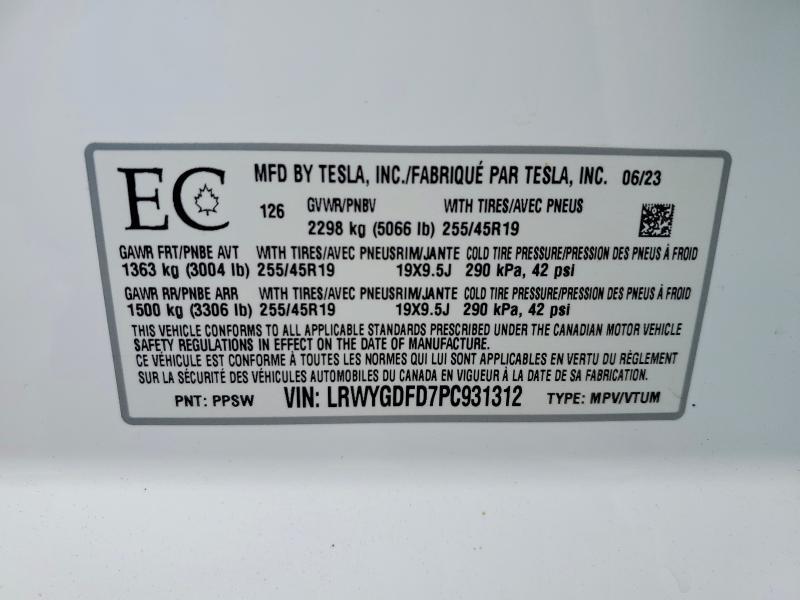 EC
MFD BY TESLA, INC./FABRIQUÉ PAR TESLA, INC. 06/23
126 GVWR/PNBV WITH TIRES/AVEC PNEUS
2298 kg (5066 lb) 255/45R19
GAWR FRT/PNBE AVT WITH TIRES/AVEC PNEUS RIM/JANTE COLD TIRE PRESSURE/PRESSION DES PNEUS À FROID
1363 kg (3004 lb) 255/45R19 19X9.5J 290 kPa, 42 psi
GAWR RR/PNBE ARR WITH TIRES/AVEC PNEUS RIM/JANTE COLD TIRE PRESSURE/PRESSION DES PNEUS À FROID
1500 kg (3306 lb) 255/45R19 19X9.5J 290 kPa, 42 psi
THIS VEHICLE CONFORMS TO ALL APPLICABLE STANDARDS PRESCRIBED UNDER THE CANADIAN MOTOR VEHICLE
SAFETY REGULATIONS IN EFFECT ON THE DATE OF MANUFACTURE.
CE VÉHICULE EST CONFORME À TOUTES LES NORMES QUI LUI SONT APPLICABLES EN VERTU DU RÈGLEMENT
SUR LA SÉCURITÉ DES VÉHICULES AUTOMOBILES DU CANADA EN VIGUEUR À LA DATE DE SA FABRICATION.
PNT: PPSW VIN: LRWYGDFD7PC931312 TYPE: MPV/VTUM